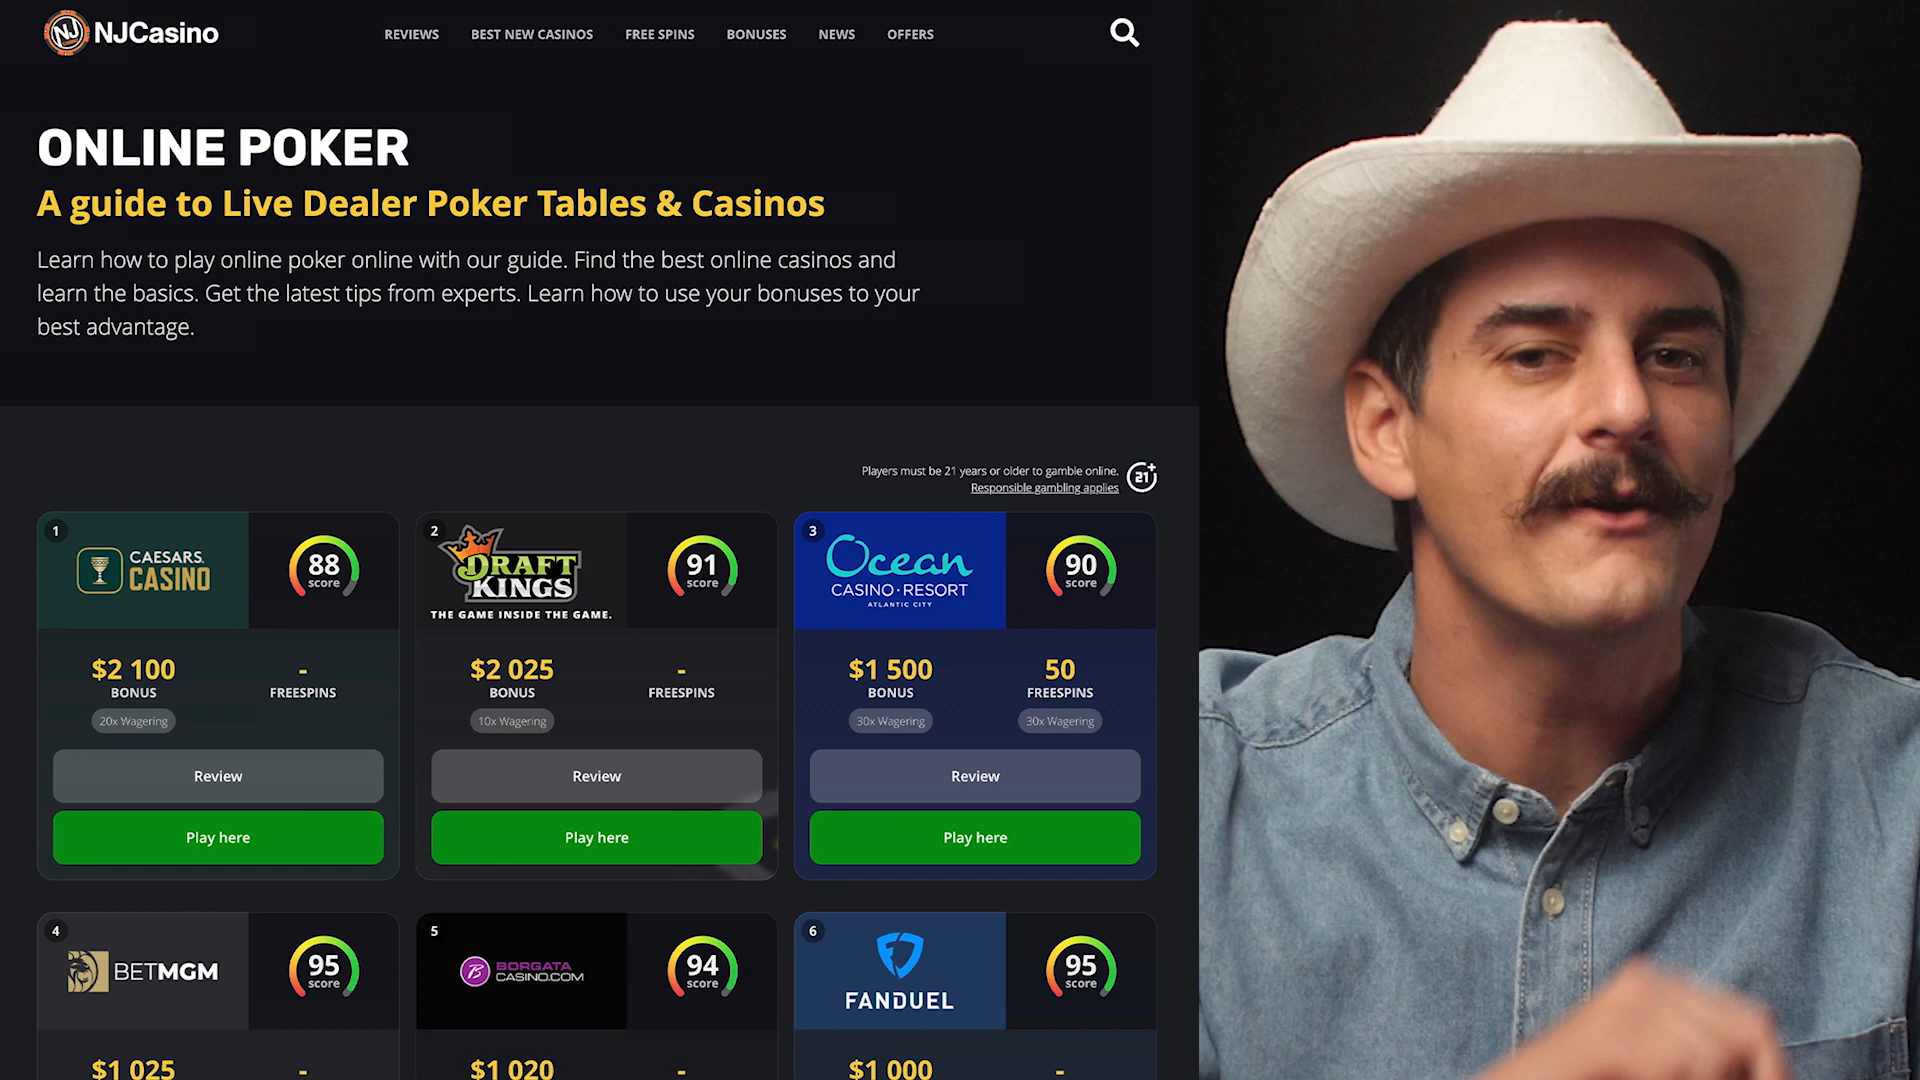 NJ NJCasino
REVIEWS BEST NEW CASINOS FREE SPINS BONUSES NEWS OFFERS
ONLINE POKER
A guide to Live Dealer Poker Tables & Casinos
Learn how to play online poker online with our guide. Find the best online casinos and
learn the basics. Get the latest tips from experts. Learn how to use your bonuses to your
best advantage.
Players must be 21 years or older to gamble online.
Responsible gambling applies
21+
1
CAESARS
CASINO
88
score
$2 100
BONUS
20x Wagering
-
FREESPINS
Review
Play here
2
DRAFT
KINGS
THE GAME INSIDE THE GAME.
91
score
$2 025
BONUS
10x Wagering
-
FREESPINS
Review
Play here
3
Ocean
CASINO·RESORT
ATLANTIC CITY
90
score
$1 500
BONUS
30x Wagering
50
FREESPINS
30x Wagering
Review
Play here
4
BETMGM
95
score
$1 025
-
5
B BORGATA
CASINO.COM
94
score
$1 020
-
6
FANDUEL
95
score
$1 000
-